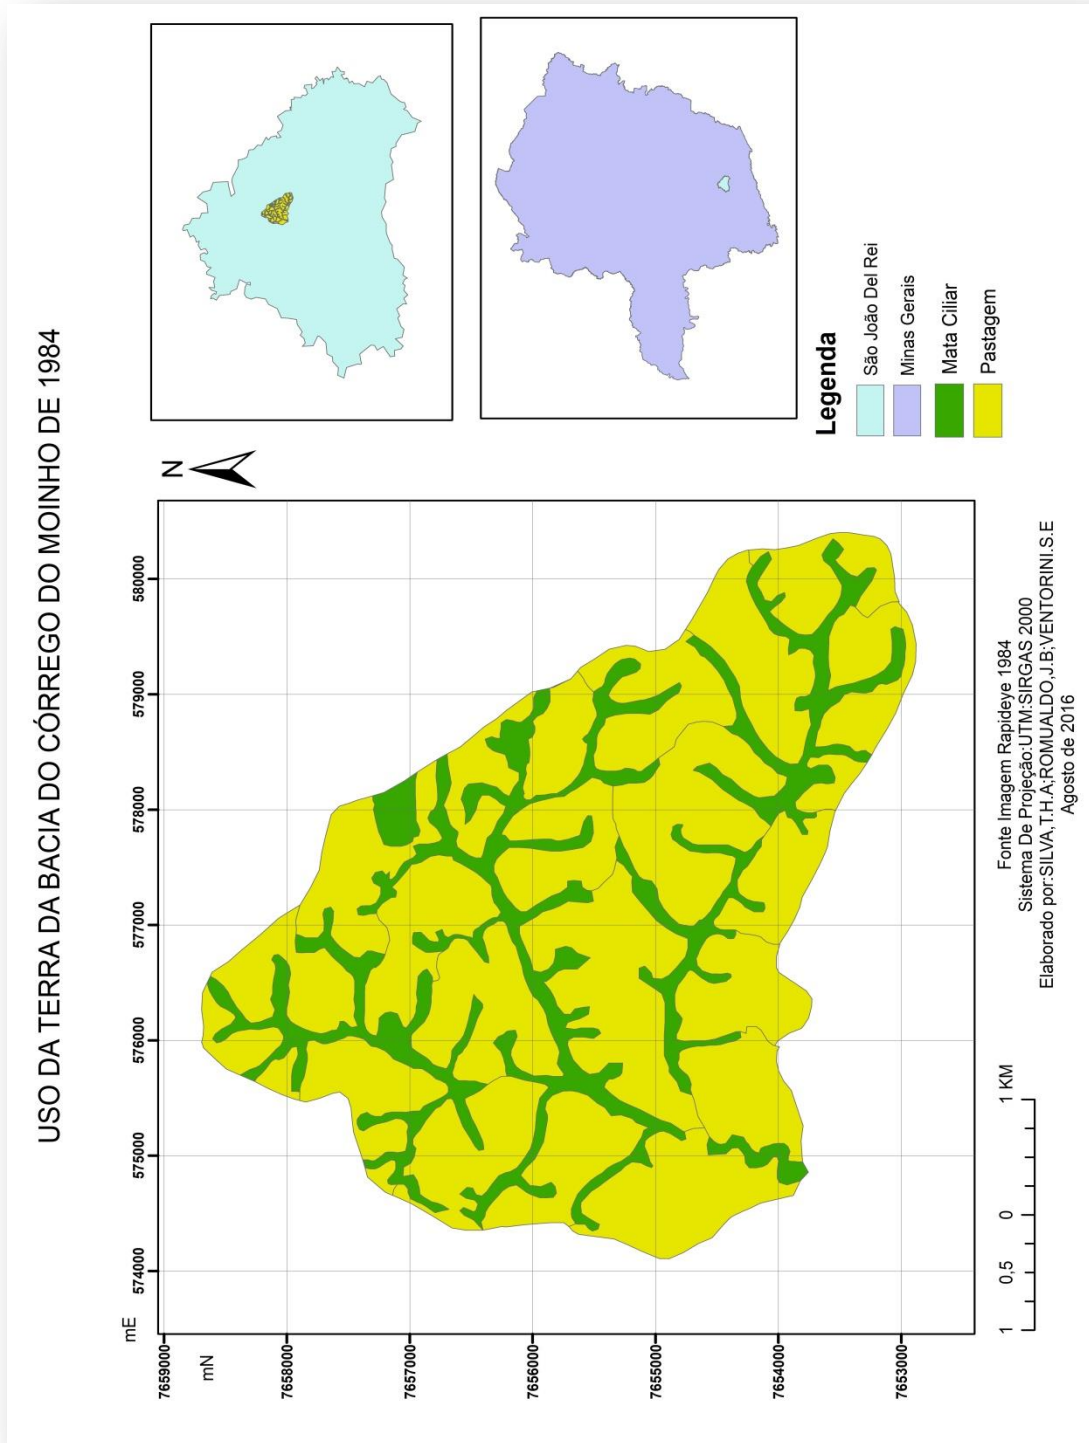 USO DA TERRA DA BACIA DO CÓRREGO DO MOINHO DE 1984
mE
574000
575000
576000
577000
578000
579000
580000
N
mN
7659000
7658000
7657000
7656000
7655000
7654000
7653000
Legenda
São João Del Rei
Minas Gerais
Mata Ciliar
Pastagem
1 0,5 0 1 KM
Fonte Imagem Rapideye 1984
Sistema De Projeção:UTM:SIRGAS 2000
Elaborado por:SILVA,T.H.A;ROMUALDO,J.B;VENTORINI.S.E
Agosto de 2016